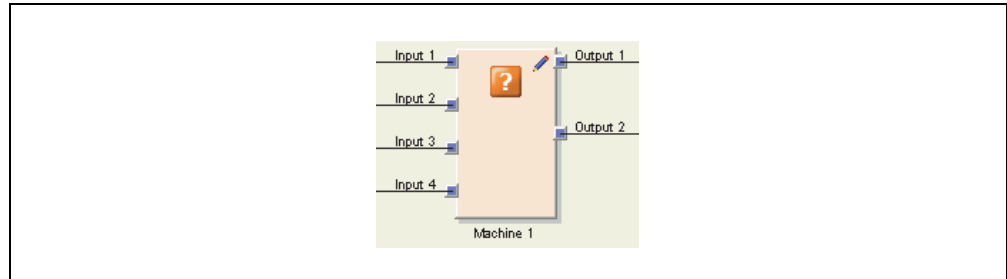 Input 1
Output 1
?
Input 2
Output 2
Input 3
Input 4
Machine 1